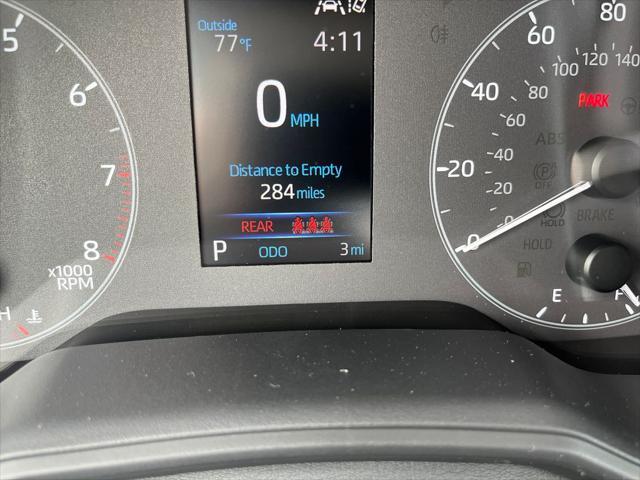 5
6
7
8
x1000
RPM
H
Outside
77°F
4:11
0 MPH
Distance to Empty
284 miles
REAR
P ODO 3 mi
0
20
40
60
80
0
20
40
60
80
100
120
140
PARK
ABS
OFF
HOLD
BRAKE
HOLD
E
F